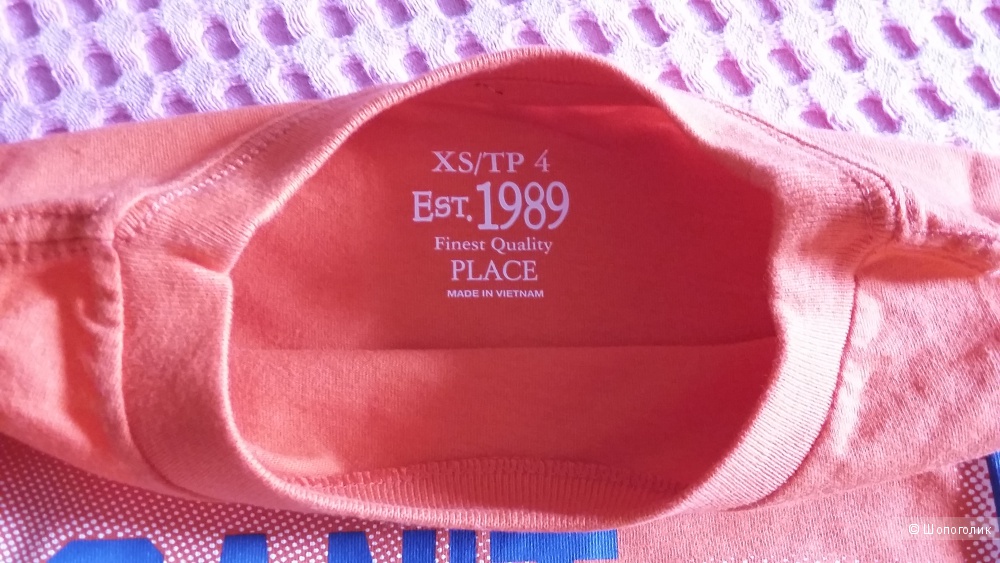 XS/TP 4
EST. 1989
Finest Quality
PLACE
MADE IN VIETNAM
© Шопоголик